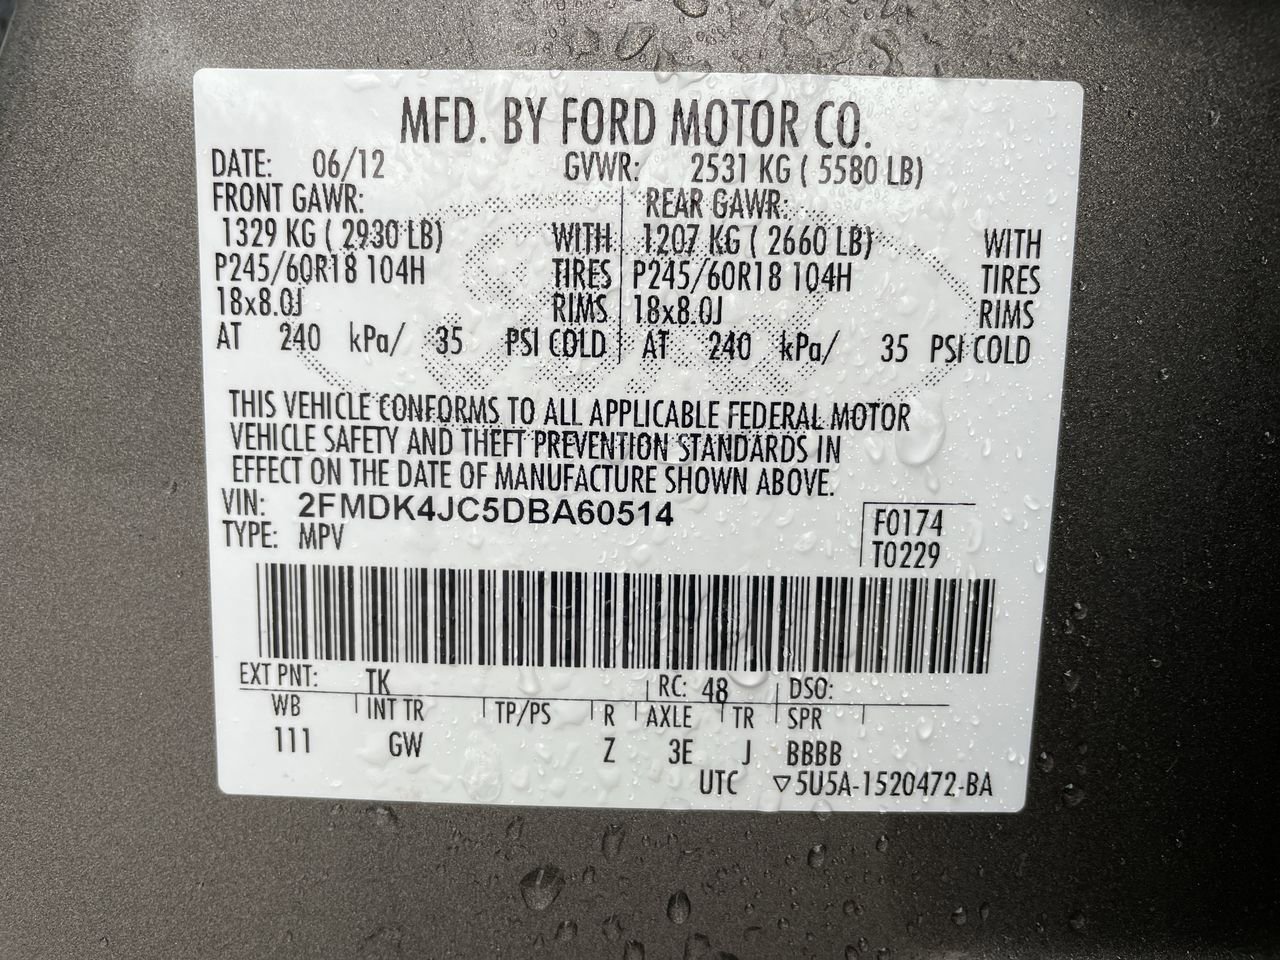 MFD. BY FORD MOTOR CO.
DATE: 06/12 GVWR: 2531 KG ( 5580 LB)
FRONT GAWR: REAR GAWR:
1329 KG ( 2930 LB) WITH 1207 KG ( 2660 LB) WITH
P245/60R18 104H TIRES P245/60R18 104H TIRES
18x8.0J RIMS 18x8.0J RIMS
AT 240 kPa/ 35 PSI COLD AT 240 kPa/ 35 PSI COLD
THIS VEHICLE CONFORMS TO ALL APPLICABLE FEDERAL MOTOR
VEHICLE SAFETY AND THEFT PREVENTION STANDARDS IN
EFFECT ON THE DATE OF MANUFACTURE SHOWN ABOVE.
VIN: 2FMDK4JC5DBA60514 F0174
TYPE: MPV T0229
EXT PNT: TK RC: 48 DSO:
WB INT TR TP/PS R AXLE TR SPR
111 GW Z 3E J BBBB
UTC ▽5U5A-1520472-BA